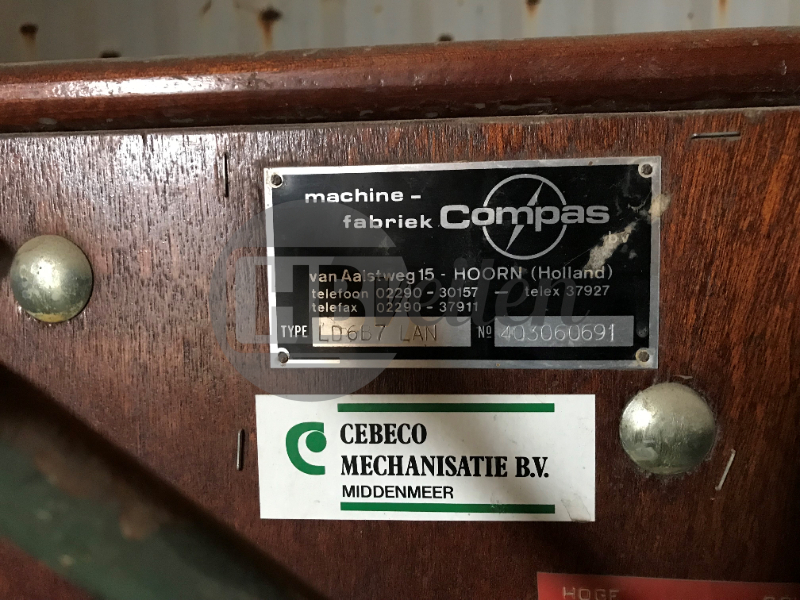 machine-
fabriek Compas
van Aalstweg 15 - HOORN (Holland)
telefoon 02290 - 30157 - telex 37927
telefax 02290 - 37911
TYPE LD6B7 LAN Nº 403060691
CEBECO
MECHANISATIE B.V.
MIDDENMEER
HOGE